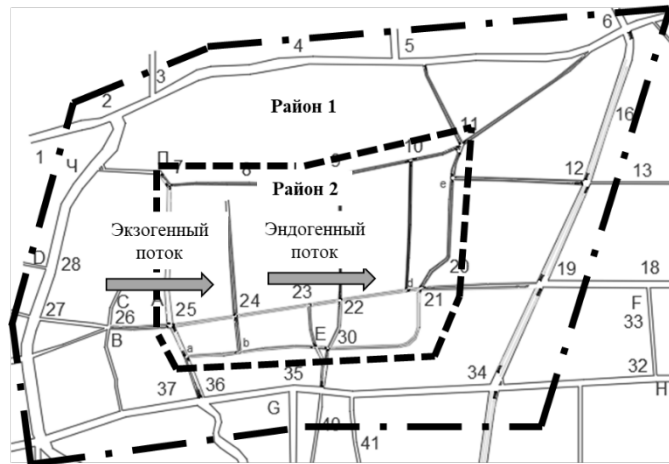 6
4
5
3
2
Район 1
16
1
Ч
П
7
8
9
10
11
12
13
Район 2
e
Экзогенный
поток
Эндогенный
поток
D
28
C
A
20
19
18
d
21
F
27
26
25
24
23
22
33
B
a
b
E
30
37
36
35
34
32
H
G
40
41